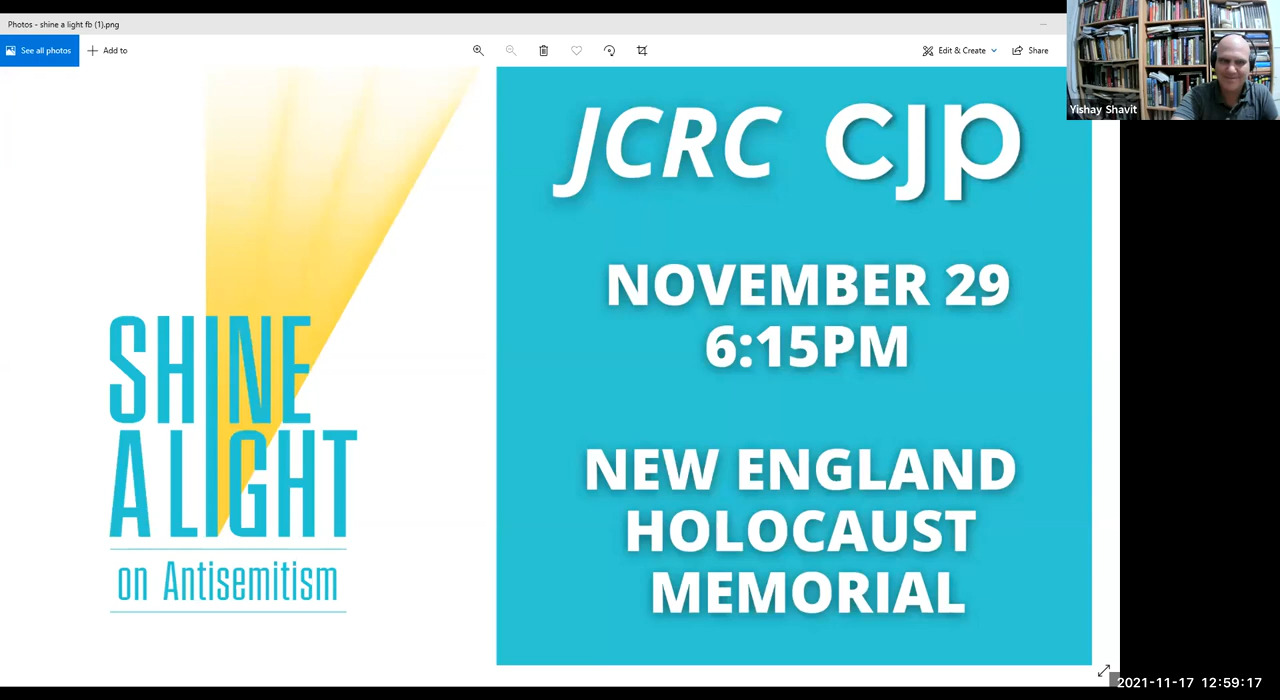 Photos - shine a light fb (1).png
See all photos
Add to
Edit & Create
Share
Yishay Shavit
JCRC cjp
NOVEMBER 29
6:15PM
NEW ENGLAND
HOLOCAUST
MEMORIAL
SHINE
A LIGHT
on Antisemitism
2021-11-17 12:59:17